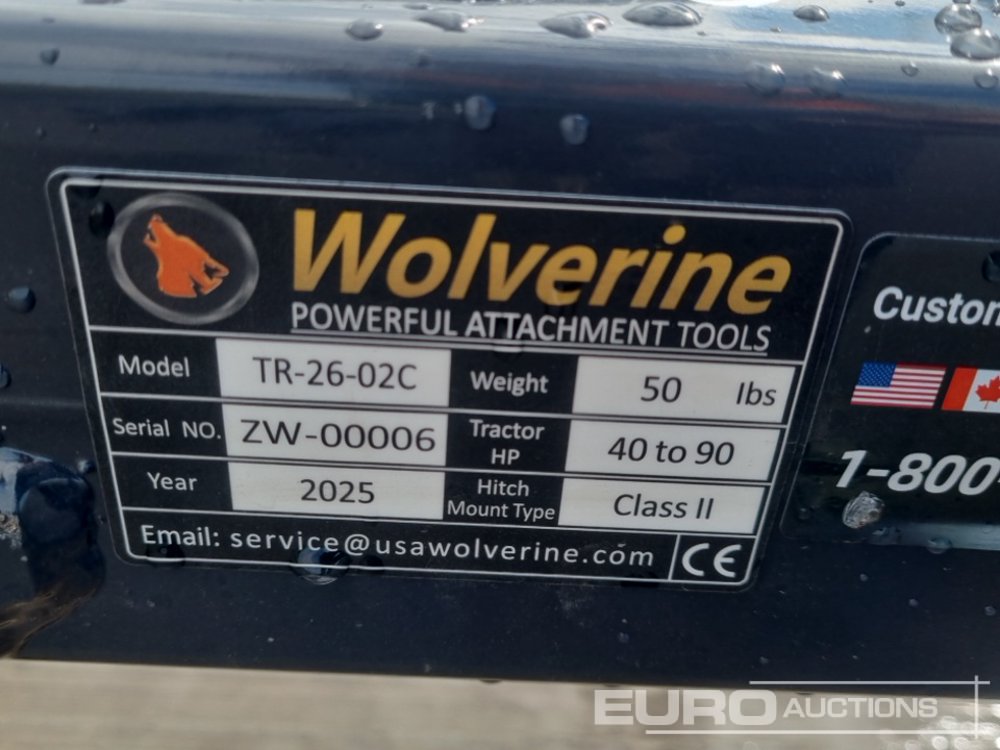 Wolverine
POWERFUL ATTACHMENT TOOLS
Model TR-26-02C Weight 50 lbs
Serial NO. ZW-00006 Tractor HP 40 to 90
Year 2025 Hitch Mount Type Class II
Email: service@usawolverine.com CE
Custom
1-800
EURO AUCTIONS